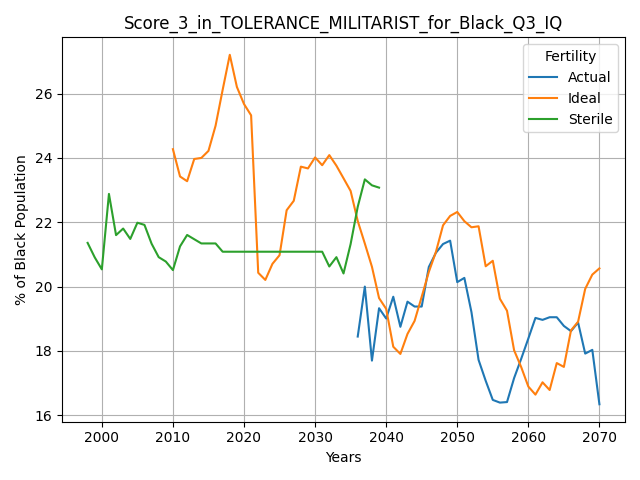 Score_3_in_TOLERANCE_MILITARIST_for_Black_Q3_IQ
Fertility
Actual
Ideal
Sterile
% of Black Population
26
24
22
20
18
16
2000 2010 2020 2030 2040 2050 2060 2070
Years